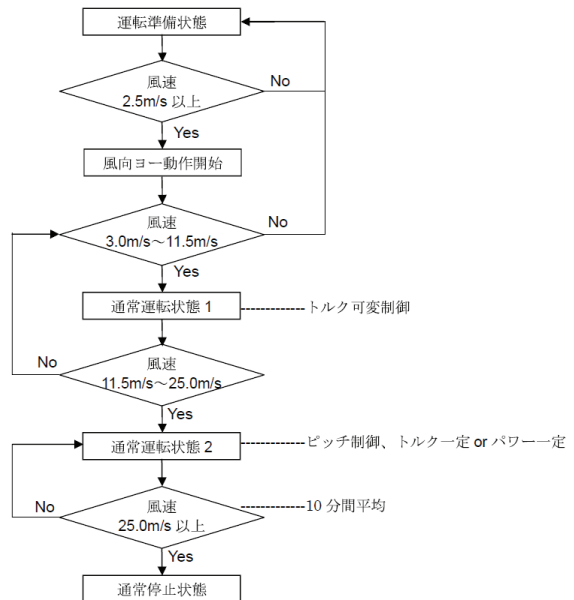 運転準備状態
風速
2.5m/s 以上
No
Yes
風向ヨー動作開始
風速
3.0m/s～11.5m/s
No
Yes
通常運転状態 1
トルク可変制御
風速
11.5m/s～25.0m/s
No
Yes
通常運転状態 2
ピッチ制御、トルク一定 or パワー一定
風速
25.0m/s 以上
10 分間平均
No
Yes
通常停止状態